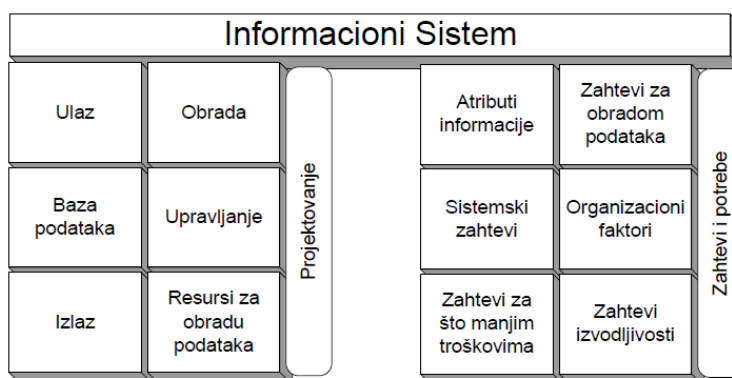 Informacioni Sistem
Ulaz
Obrada
Baza
podataka
Upravljanje
Izlaz
Resursi za
obradu
podataka
Projektovanje
Atributi
informacije
Zahtevi za
obradom
podataka
Sistemski
zahtevi
Organizacioni
faktori
Zahtevi za
što manjim
troškovima
Zahtevi
izvodljivosti
Zahtevi i potrebe